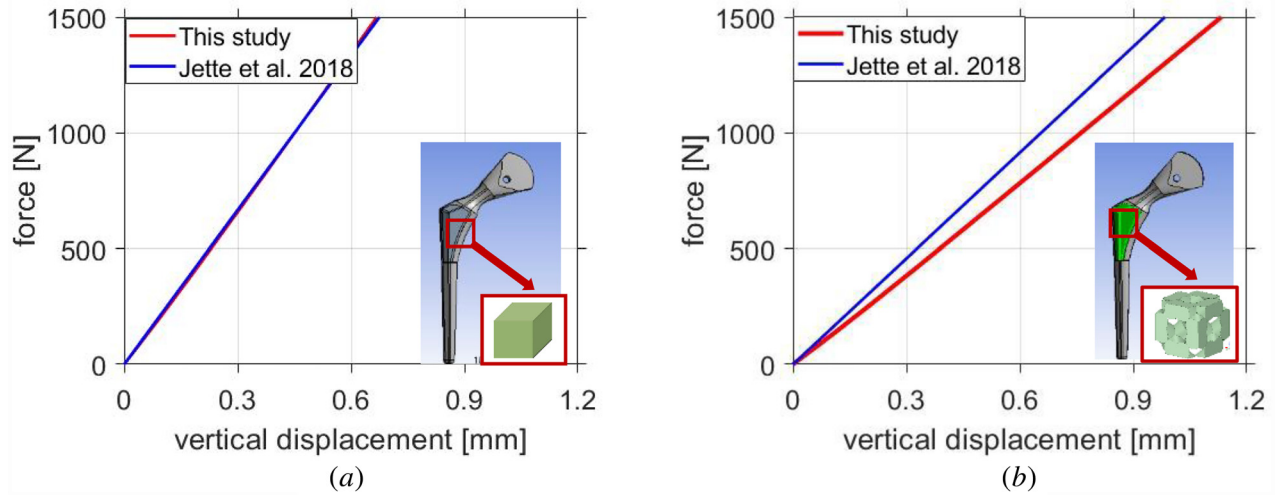 1500
1000
500
0
0
0.3
0.6
0.9
1.2
force [N]
vertical displacement [mm]
This study
Jette et al. 2018
(a)
1500
1000
500
0
0
0.3
0.6
0.9
1.2
force [N]
vertical displacement [mm]
This study
Jette et al. 2018
(b)